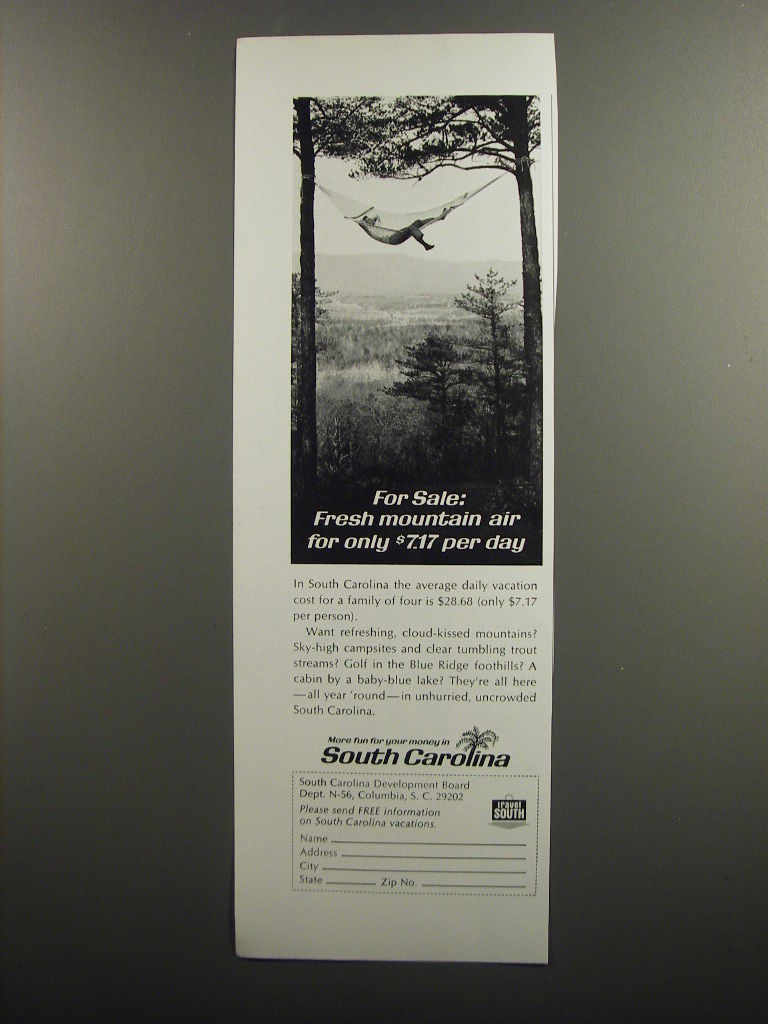 For Sale:
Fresh mountain air
for only $7.17 per day
In South Carolina the average daily vacation
cost for a family of four is $28.68 (only $7.17
per person).
Want refreshing, cloud-kissed mountains?
Sky-high campsites and clear tumbling trout
streams? Golf in the Blue Ridge foothills? A
cabin by a baby-blue lake? They're all here
—all year 'round—in unhurried, uncrowded
South Carolina.
More fun for your money in
South Carolina
South Carolina Development Board
Dept. N-56, Columbia, S. C. 29202
Please send FREE information
on South Carolina vacations.
travel
SOUTH
Name
Address
City
State Zip No.